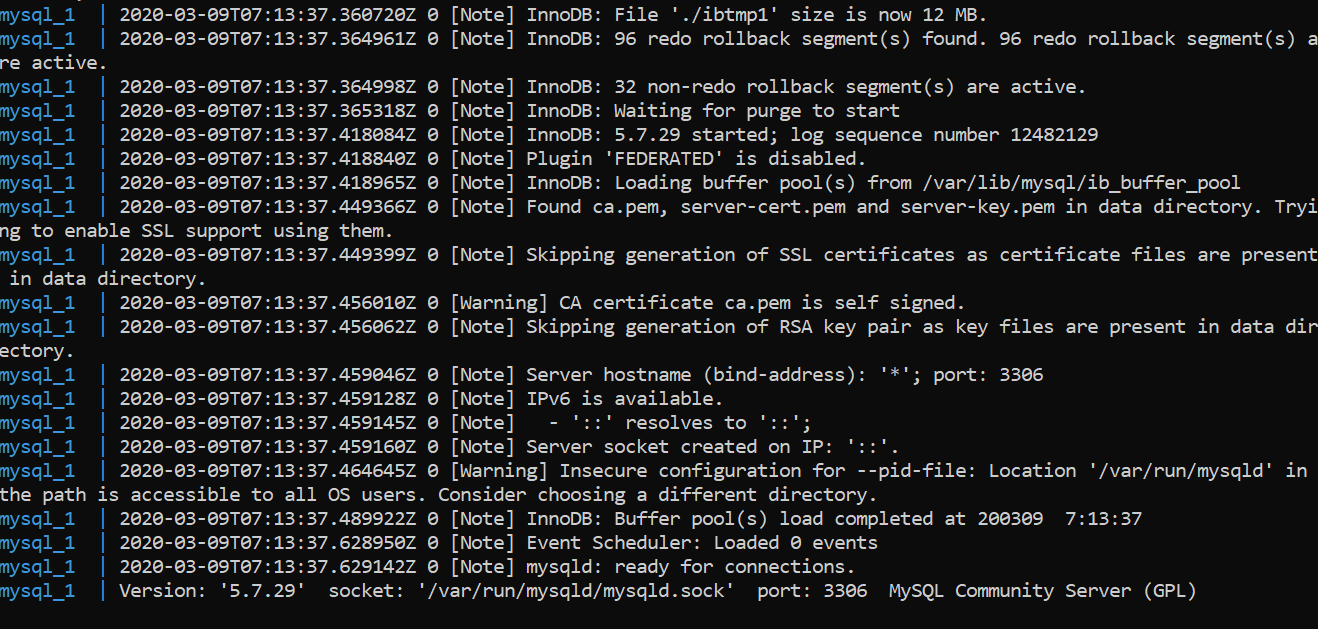 mysql_1  | 2020-03-09T07:13:37.360720Z 0 [Note] InnoDB: File './ibtmp1' size is now 12 MB.
mysql_1  | 2020-03-09T07:13:37.364961Z 0 [Note] InnoDB: 96 redo rollback segment(s) found. 96 redo rollback segment(s) a
re active.
mysql_1  | 2020-03-09T07:13:37.364998Z 0 [Note] InnoDB: 32 non-redo rollback segment(s) are active.
mysql_1  | 2020-03-09T07:13:37.365318Z 0 [Note] InnoDB: Waiting for purge to start
mysql_1  | 2020-03-09T07:13:37.418084Z 0 [Note] InnoDB: 5.7.29 started; log sequence number 12482129
mysql_1  | 2020-03-09T07:13:37.418840Z 0 [Note] Plugin 'FEDERATED' is disabled.
mysql_1  | 2020-03-09T07:13:37.418965Z 0 [Note] InnoDB: Loading buffer pool(s) from /var/lib/mysql/ib_buffer_pool
mysql_1  | 2020-03-09T07:13:37.449366Z 0 [Note] Found ca.pem, server-cert.pem and server-key.pem in data directory. Tryi
ng to enable SSL support using them.
mysql_1  | 2020-03-09T07:13:37.449399Z 0 [Note] Skipping generation of SSL certificates as certificate files are present
 in data directory.
mysql_1  | 2020-03-09T07:13:37.456010Z 0 [Warning] CA certificate ca.pem is self signed.
mysql_1  | 2020-03-09T07:13:37.456062Z 0 [Note] Skipping generation of RSA key pair as key files are present in data dir
ectory.
mysql_1  | 2020-03-09T07:13:37.459046Z 0 [Note] Server hostname (bind-address): '*'; port: 3306
mysql_1  | 2020-03-09T07:13:37.459128Z 0 [Note] IPv6 is available.
mysql_1  | 2020-03-09T07:13:37.459145Z 0 [Note]   - '::' resolves to '::';
mysql_1  | 2020-03-09T07:13:37.459160Z 0 [Note] Server socket created on IP: '::'.
mysql_1  | 2020-03-09T07:13:37.464645Z 0 [Warning] Insecure configuration for --pid-file: Location '/var/run/mysqld' in
the path is accessible to all OS users. Consider choosing a different directory.
mysql_1  | 2020-03-09T07:13:37.489922Z 0 [Note] InnoDB: Buffer pool(s) load completed at 200309  7:13:37
mysql_1  | 2020-03-09T07:13:37.628950Z 0 [Note] Event Scheduler: Loaded 0 events
mysql_1  | 2020-03-09T07:13:37.629142Z 0 [Note] mysqld: ready for connections.
mysql_1  | Version: '5.7.29'  socket: '/var/run/mysqld/mysqld.sock'  port: 3306  MySQL Community Server (GPL)